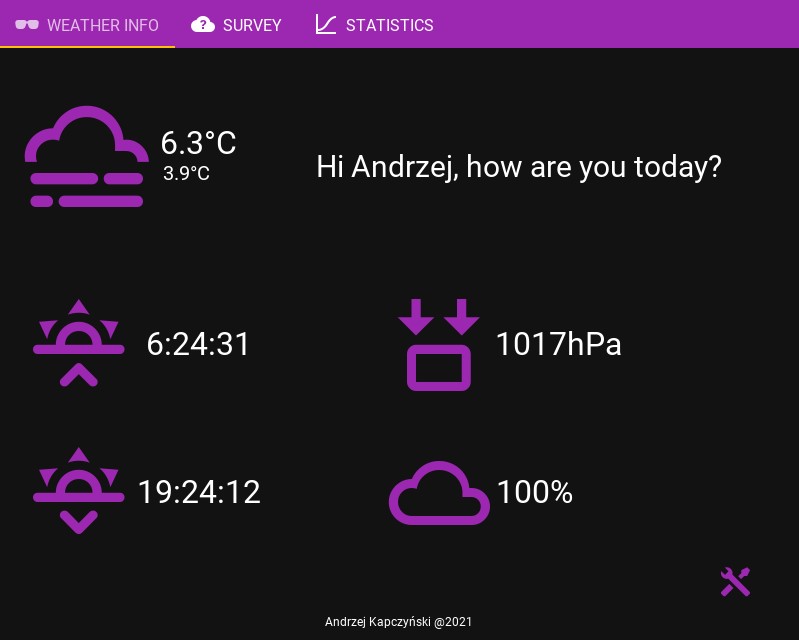 WEATHER INFO
SURVEY
STATISTICS
6.3°C
3.9°C
Hi Andrzej, how are you today?
6:24:31
1017hPa
19:24:12
100%
Andrzej Kapczyński @2021